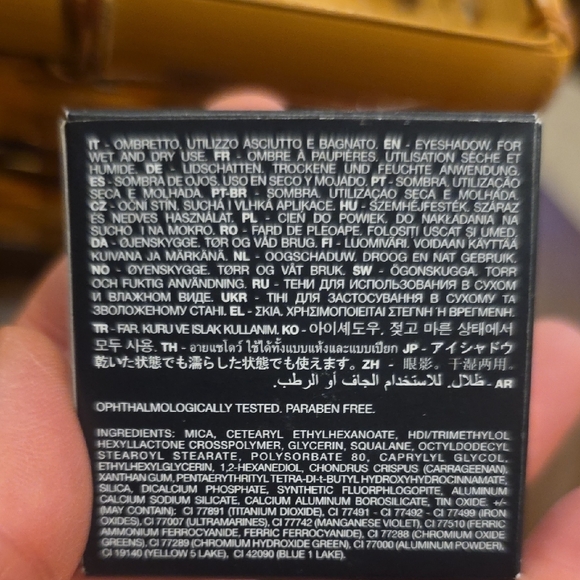 IT - OMBRETTO. UTILIZZO ASCIUTTO E BAGNATO. EN - EYESHADOW. FOR
WET AND DRY USE. FR - OMBRE À PAUPIÈRES. UTILISATION SÈCHE ET
HUMIDE. DE - LIDSCHATTEN. TROCKENE UND FEUCHTE ANWENDUNG.
ES - SOMBRA DE OJOS. USO EN SECO Y MOJADO. PT - SOMBRA. UTILIZAÇÃO
SECA E MOLHADA. PT-BR - SOMBRA. UTILIZAÇÃO SECA E MOLHADA.
CZ - OČNÍ STÍN. SUCHÁ I VLHKÁ APLIKACE. HU - SZEMHÉJFESTÉK. SZÁRAZ
ÉS NEDVES HASZNÁLAT. PL - CIEŃ DO POWIEK. DO NAKŁADANIA NA
SUCHO I NA MOKRO. RO - FARD DE PLEOAPE. FOLOSIȚI USCAT ȘI UMED.
DA - ØJENSKYGGE. TØR OG VÅD BRUG. FI - LUOMIVÄRI. VOIDAAN KÄYTTÄÄ
KUIVANA JA MÄRKÄNÄ. NL - OOGSCHADUW. DROOG EN NAT GEBRUIK.
NO - ØYENSKYGGE. TØRR OG VÅT BRUK. SW - ÖGONSKUGGA. TORR
OCH FUKTIG ANVÄNDNING. RU - ТЕНИ ДЛЯ ИСПОЛЬЗОВАНИЯ В СУХОМ
И ВЛАЖНОМ ВИДЕ. UKR - ТІНІ ДЛЯ ЗАСТОСУВАННЯ В СУХОМУ ТА
ЗВОЛОЖЕНОМУ СТАНІ. EL - ΣΚΙΑ. ΧΡΗΣΙΜΟΠΟΙΕΙΤΑΙ ΣΤΕΓΝΗ Ή ΒΡΕΓΜΕΝΗ.
TR - FAR. KURU VE ISLAK KULLANIM. KO - 아이섀도우. 젖고 마른 상태에서
모두 사용. TH - อายแชโดว์ ใช้ได้ทั้งแบบแห้งและแบบเปียก JP - アイシャドウ
乾いた状態でも濡らした状態でも使えます。ZH - 眼影。干湿两用。
AR - ظلال. للاستخدام الجاف أو الرطب.
OPHTHALMOLOGICALLY TESTED. PARABEN FREE.
INGREDIENTS: MICA, CETEARYL ETHYLHEXANOATE, HDI/TRIMETHYLOL
HEXYLLACTONE CROSSPOLYMER, GLYCERIN, SQUALANE, OCTYLDODECYL
STEAROYL STEARATE, POLYSORBATE 80, CAPRYLYL GLYCOL,
ETHYLHEXYLGLYCERIN, 1,2-HEXANEDIOL, CHONDRUS CRISPUS (CARRAGEENAN),
XANTHAN GUM, PENTAERYTHRITYL TETRA-DI-t-BUTYL HYDROXYHYDROCINNAMATE,
SILICA, DICALCIUM PHOSPHATE, SYNTHETIC FLUORPHLOGOPITE, ALUMINUM
CALCIUM SODIUM SILICATE, CALCIUM ALUMINUM BOROSILICATE, TIN OXIDE. +/-
(MAY CONTAIN): CI 77891 (TITANIUM DIOXIDE), CI 77491 - CI 77492 - CI 77499 (IRON
OXIDES), CI 77007 (ULTRAMARINES), CI 77742 (MANGANESE VIOLET), CI 77510 (FERRIC
AMMONIUM FERROCYANIDE, FERRIC FERROCYANIDE), CI 77288 (CHROMIUM OXIDE
GREENS), CI 77289 (CHROMIUM HYDROXIDE GREEN), CI 77000 (ALUMINUM POWDER),
CI 19140 (YELLOW 5 LAKE), CI 42090 (BLUE 1 LAKE).